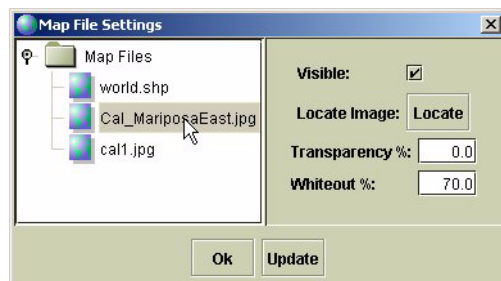 Map File Settings
Map Files
world.shp
Cal_MariposaEast.jpg
cal1.jpg
Visible:
Locate Image: Locate
Transparency %: 0.0
Whiteout %: 70.0
Ok Update